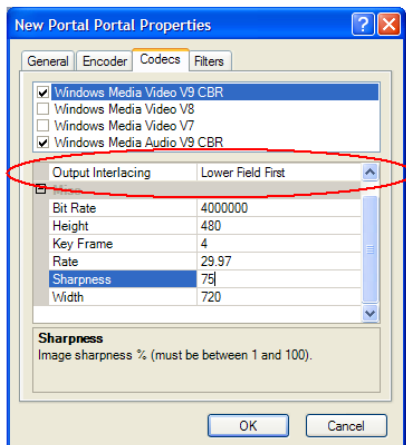 New Portal Portal Properties
General Encoder Codecs Filters
Windows Media Video V9 CBR
Windows Media Video V8
Windows Media Video V7
Windows Media Audio V9 CBR
Output Interlacing Lower Field First
Misc
Bit Rate 4000000
Height 480
Key Frame 4
Rate 29.97
Sharpness 75
Width 720
Sharpness
Image sharpness % (must be between 1 and 100).
OK Cancel